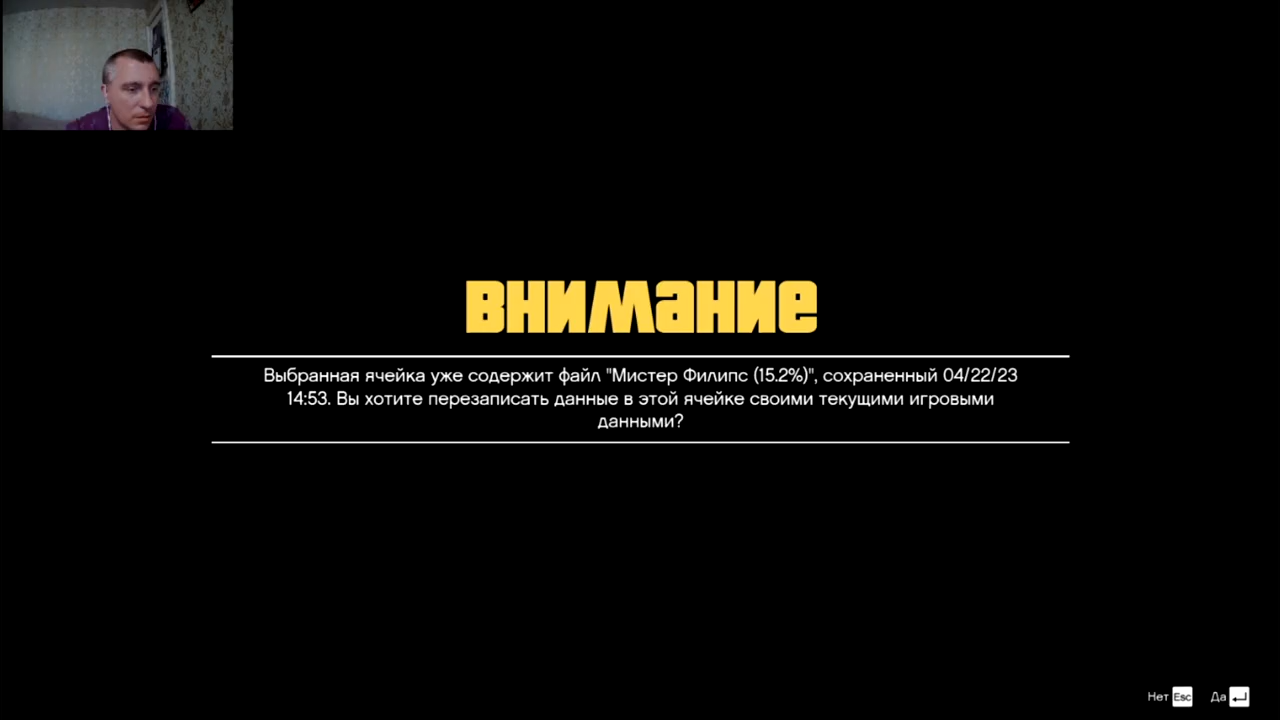 внимание
Выбранная ячейка уже содержит файл "Мистер Филипс (15.2%)", сохраненный 04/22/23
14:53. Вы хотите перезаписать данные в этой ячейке своими текущими игровыми
данными?
Нет Esc Да